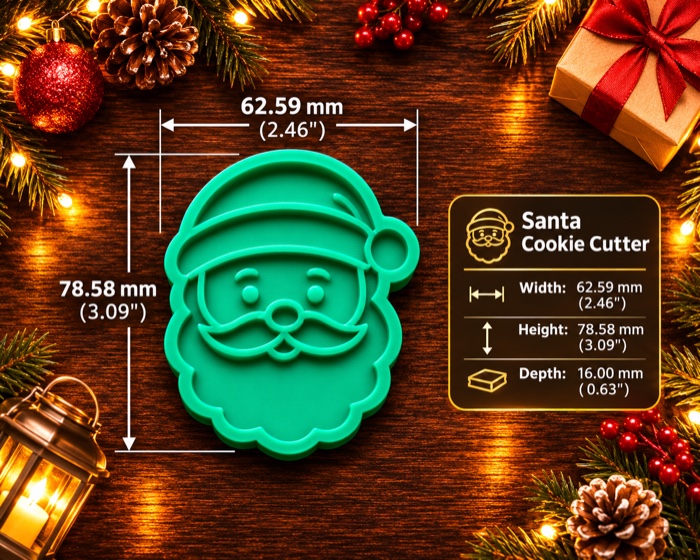 62.59 mm
(2.46")
78.58 mm
(3.09")
Santa
Cookie Cutter
Width: 62.59 mm
(2.46")
Height: 78.58 mm
(3.09")
Depth: 16.00 mm
( 0.63")